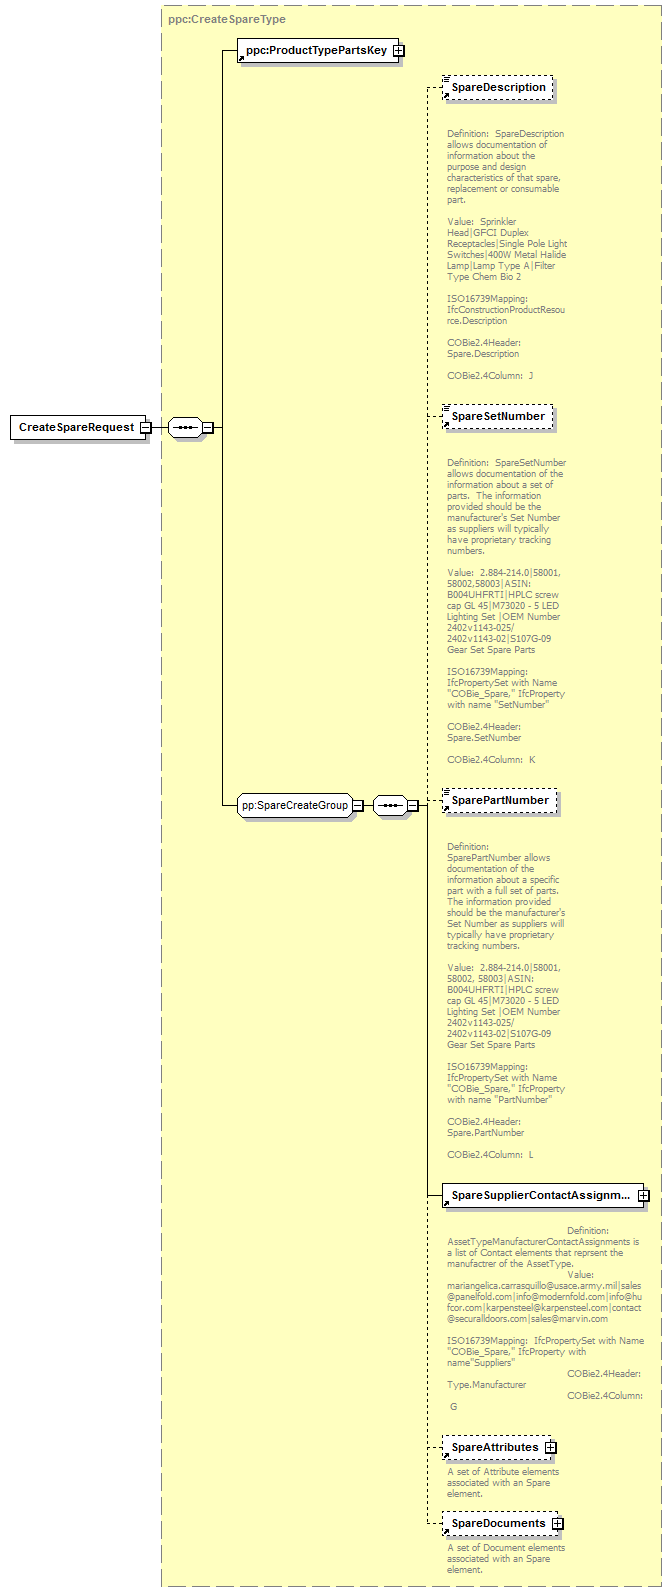 ppc:CreateSpareType
ppc:ProductTypePartsKey
SpareDescription
Definition:  SpareDescription
allows documentation of
information about the
purpose and design
characteristics of that spare,
replacement or consumable
part.
Value:  Sprinkler
Head|GFCI Duplex
Receptacles|Single Pole Light
Switches|400W Metal Halide
Lamp|Lamp Type A|Filter
Type Chem Bio 2
ISO16739Mapping:
IfcConstructionProductResou
rce.Description
COBie2.4Header:
Spare.Description
COBie2.4Column:  J
CreateSpareRequest
SpareSetNumber
Definition:  SpareSetNumber
allows documentation of the
information about a set of
parts.  The information
provided should be the
manufacturer's Set Number
as suppliers will typically
have proprietary tracking
numbers.
Value:  2.884-214.0|58001,
58002,58003|ASIN:
B004UHFRTI|HPLC screw
cap GL 45|M73020 - 5 LED
Lighting Set |OEM Number
2402v1143-025/
2402v1143-02|S107G-09
Gear Set Spare Parts
ISO16739Mapping:
IfcPropertySet with Name
"COBie_Spare," IfcProperty
with name "SetNumber"
COBie2.4Header:
Spare.SetNumber
COBie2.4Column:  K
pp:SpareCreateGroup
SparePartNumber
Definition:
SparePartNumber allows
documentation of the
information about a specific
part with a full set of parts.
The information provided
should be the manufacturer's
Set Number as suppliers will
typically have proprietary
tracking numbers.
Value:  2.884-214.0|58001,
58002, 58003|ASIN:
B004UHFRTI|HPLC screw
cap GL 45|M73020 - 5 LED
Lighting Set |OEM Number
2402v1143-025/
2402v1143-02|S107G-09
Gear Set Spare Parts
ISO16739Mapping:
IfcPropertySet with Name
"COBie_Spare," IfcProperty
with name "PartNumber"
COBie2.4Header:
Spare.PartNumber
COBie2.4Column:  L
SpareSupplierContactAssignm...
Definition:
AssetTypeManufacturerContactAssignments is
a list of Contact elements that reprsent the
manufactrer of the AssetType.
Value:
mariangelica.carrasquillo@usace.army.mil|sales
@panelfold.com|info@modernfold.com|info@hu
fcor.com|karpensteel@karpensteel.com|contact
@securalldoors.com|sales@marvin.com
ISO16739Mapping:  IfcPropertySet with Name
"COBie_Spare," IfcProperty with
name"Suppliers"
COBie2.4Header:
Type.Manufacturer
COBie2.4Column:
G
SpareAttributes
A set of Attribute elements
associated with an Spare
element.
SpareDocuments
A set of Document elements
associated with an Spare
element.